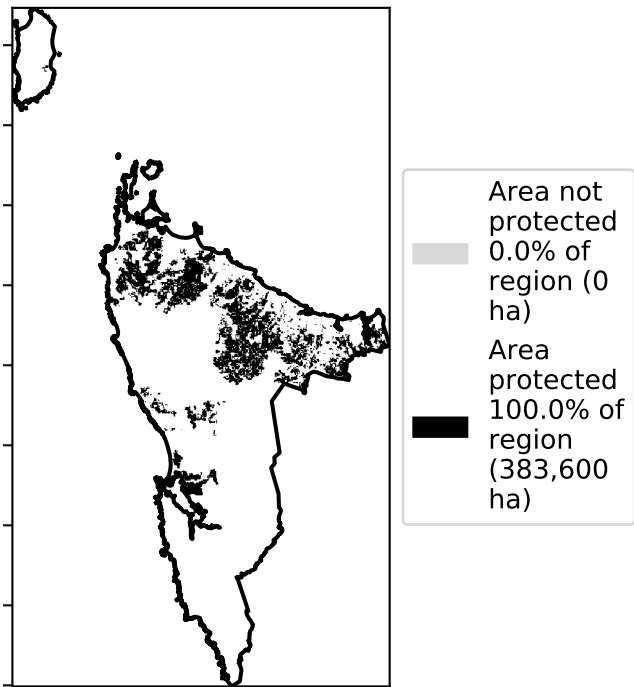 Area not
protected
0.0% of
region (0
ha)
Area
protected
100.0% of
region
(383,600
ha)